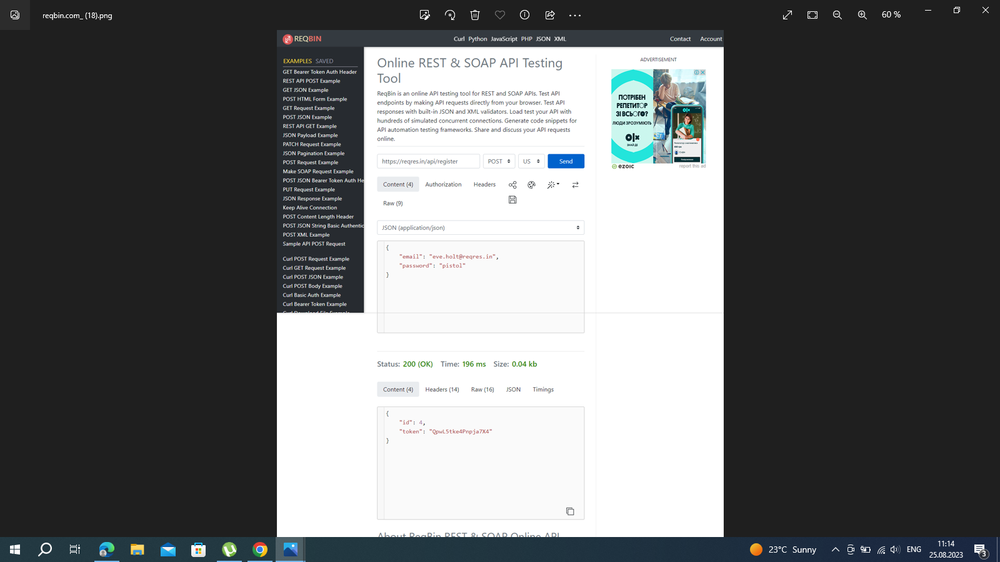 reqbin.com_ (18).png
60 %
REQBIN
Curl Python JavaScript PHP JSON XML
Contact Account
EXAMPLES SAVED
GET Bearer Token Auth Header
REST API POST Example
GET JSON Example
POST HTML Form Example
GET Request Example
POST JSON Example
REST API GET Example
JSON Payload Example
PATCH Request Example
JSON Pagination Example
POST Request Example
Make SOAP Request Example
POST JSON Bearer Token Auth He
PUT Request Example
JSON Response Example
Keep Alive Connection
POST Content Length Header
POST JSON String Basic Authentic
POST XML Example
Sample API POST Request
Curl POST Request Example
Curl GET Request Example
Curl POST JSON Example
Curl POST Body Example
Curl Basic Auth Example
Curl Bearer Token Example
Curl Download File Example
Online REST & SOAP API Testing
Tool
ReqBin is an online API testing tool for REST and SOAP APIs. Test API
endpoints by making API requests directly from your browser. Test API
responses with built-in JSON and XML validators. Load test your API with
hundreds of simulated concurrent connections. Generate code snippets for
API automation testing frameworks. Share and discuss your API requests
online.
https://reqres.in/api/register POST US Send
Content (4) Authorization Headers
Raw (9)
JSON (application/json)
{
"email": "eve.holt@reqres.in",
"password": "pistol"
}
Status: 200 (OK) Time: 196 ms Size: 0.04 kb
Content (4) Headers (14) Raw (16) JSON Timings
{
"id": 4,
"token": "QpwL5tke4Pnpja7X4"
}
About ReqBin REST & SOAP Online API
ADVERTISEMENT
ПОТРІБЕН
РЕПЕТИТОР
ЗІ ВСЬОГО?
ЛЮДИ ЗРОЗУМІЮТЬ
olx
ЗНАЙ ДЕ
olx
ezoic
report this ad
23°C Sunny
ENG
11:14
25.08.2023
3